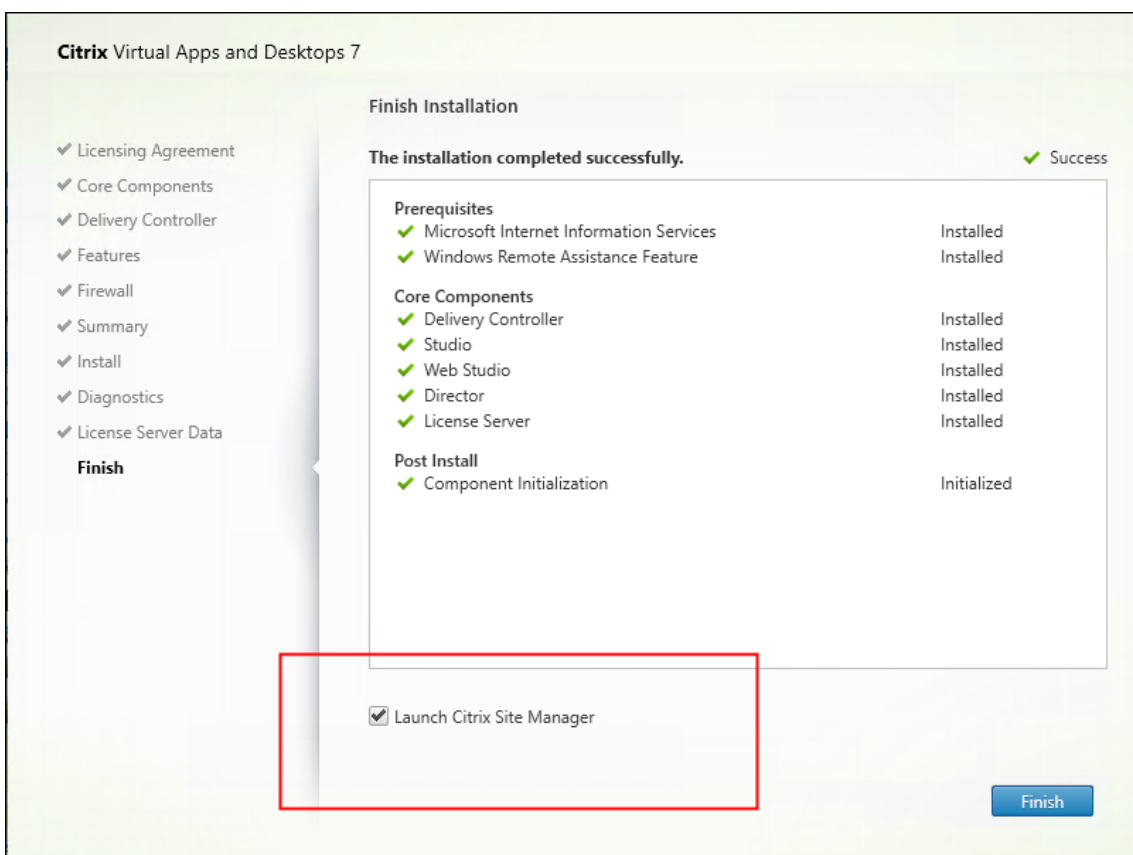 Citrix Virtual Apps and Desktops 7
Licensing Agreement
Core Components
Delivery Controller
Features
Firewall
Summary
Install
Diagnostics
License Server Data
Finish
Finish Installation
The installation completed successfully. Success
Prerequisites
Microsoft Internet Information Services Installed
Windows Remote Assistance Feature Installed
Core Components
Delivery Controller Installed
Studio Installed
Web Studio Installed
Director Installed
License Server Installed
Post Install
Component Initialization Initialized
Launch Citrix Site Manager
Finish